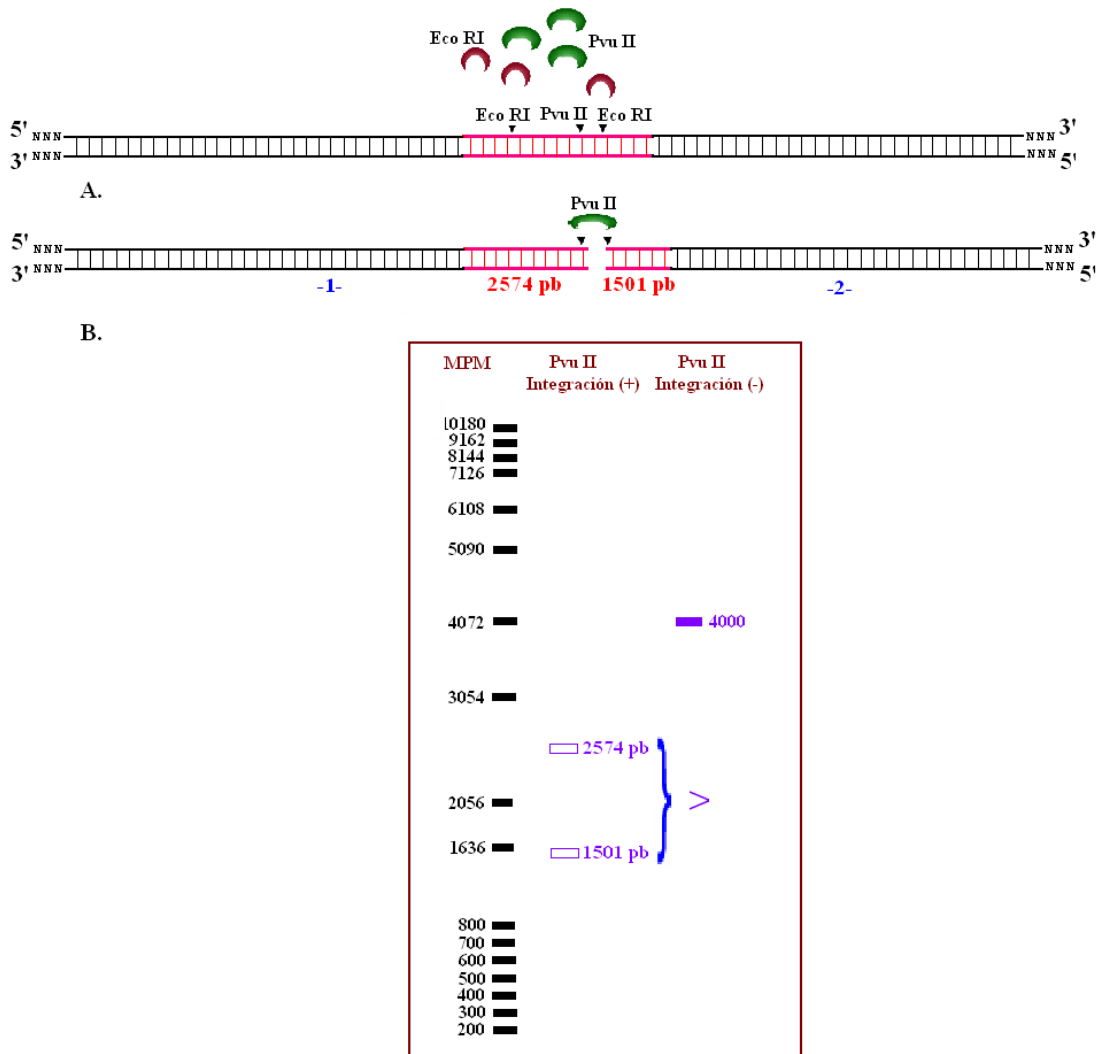 Eco RI
Pvu II
Eco RI Pvu II Eco RI
5' NNN NNN 3'
3' NNN NNN 5'
A.
Pvu II
5' NNN NNN 3'
3' NNN NNN 5'
-1- 2574 pb 1501 pb -2-
B.
MPM Pvu II Pvu II
Integración (+) Integración (-)
10180
9162
8144
7126
6108
5090
4072 4000
3054
2574 pb
2056 >
1636 1501 pb
800
700
600
500
400
300
200